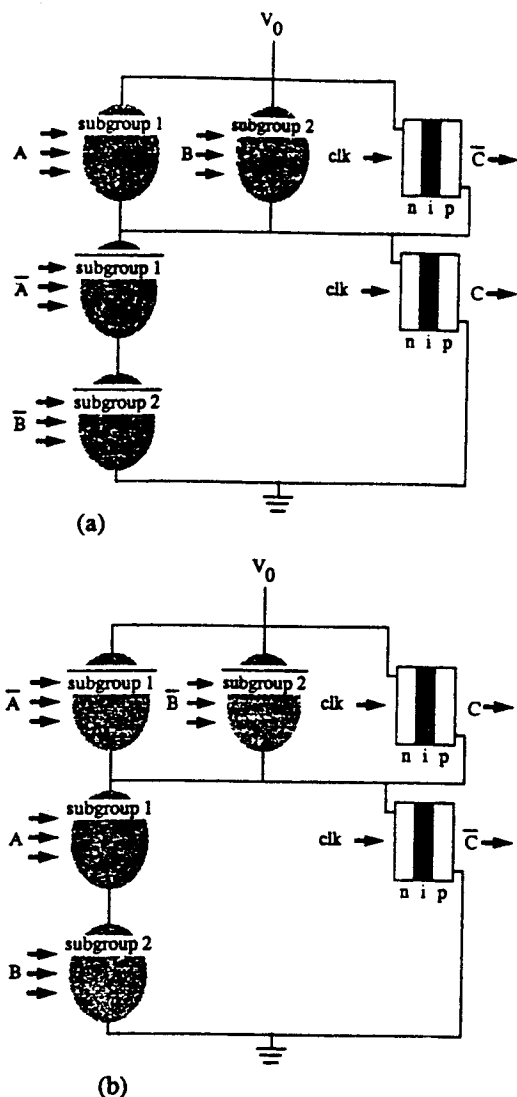 V0
A subgroup 1 B subgroup 2 clk C̅
n i p
A̅ subgroup 1 clk C
n i p
B̅ subgroup 2
(a)
V0
A̅ subgroup 1 B̅ subgroup 2 clk C
n i p
A subgroup 1 clk C̅
n i p
B subgroup 2
(b)